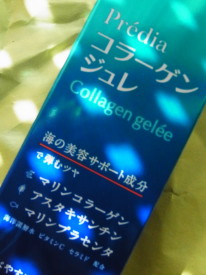 Prédia
コラーゲン
ジュレ
Collagen gelée
海の美容サポート成分
で弾むツヤ
マリンコラーゲン
アスタキサンチン
マリンプラセンタ